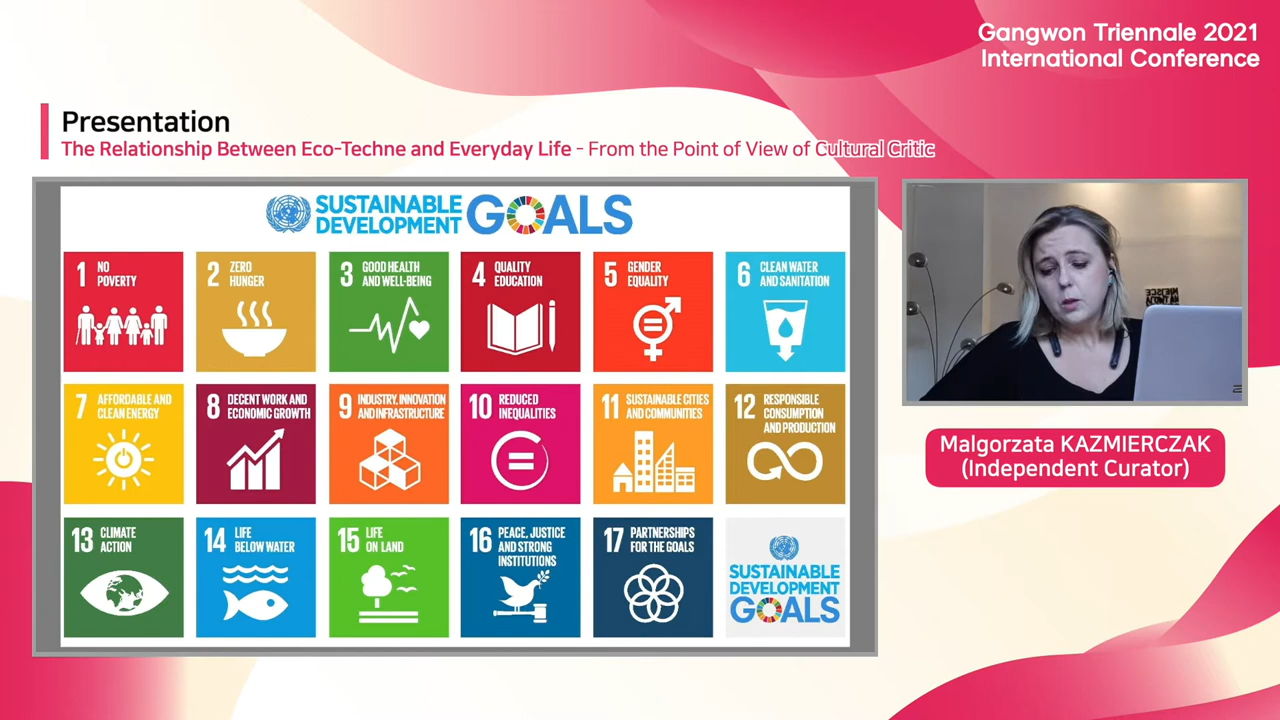 Gangwon Triennale 2021
International Conference
Presentation
The Relationship Between Eco-Techne and Everyday Life - From the Point of View of Cultural Critic
SUSTAINABLE
DEVELOPMENT
GOALS
1 NO
POVERTY
2 ZERO
HUNGER
3 GOOD HEALTH
AND WELL-BEING
4 QUALITY
EDUCATION
5 GENDER
EQUALITY
6 CLEAN WATER
AND SANITATION
7 AFFORDABLE AND
CLEAN ENERGY
8 DECENT WORK AND
ECONOMIC GROWTH
9 INDUSTRY, INNOVATION
AND INFRASTRUCTURE
10 REDUCED
INEQUALITIES
11 SUSTAINABLE CITIES
AND COMMUNITIES
12 RESPONSIBLE
CONSUMPTION
AND PRODUCTION
13 CLIMATE
ACTION
14 LIFE
BELOW WATER
15 LIFE
ON LAND
16 PEACE, JUSTICE
AND STRONG
INSTITUTIONS
17 PARTNERSHIPS
FOR THE GOALS
SUSTAINABLE
DEVELOPMENT
GOALS
Malgorzata KAZMIERCZAK
(Independent Curator)